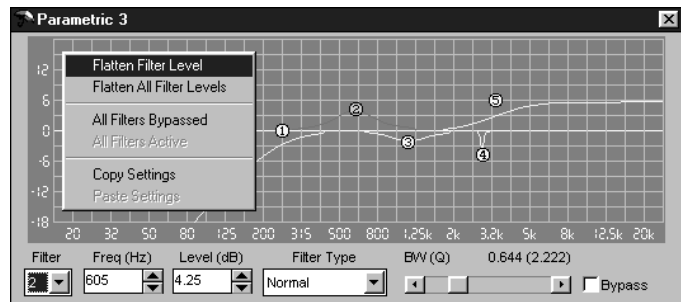 Parametric 3
Flatten Filter Level
Flatten All Filter Levels
All Filters Bypassed
All Filters Active
Copy Settings
Paste Settings
12
6
0
-6
-12
-18
1
2
3
4
5
20 32 50 80 125 200 315 500 800 1.25k 2k 3.2k 5k 8k 12.5k 20k
Filter Freq (Hz) Level (dB) Filter Type BW (Q) 0.644 (2.222)
2 605 4.25 Normal Bypass